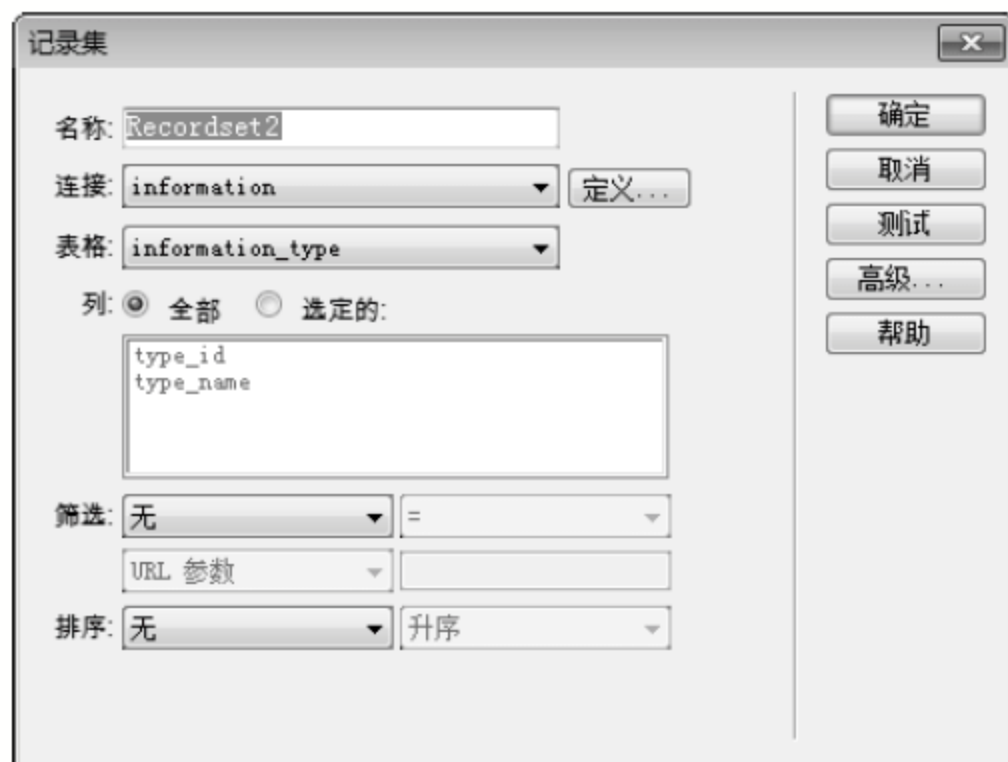 记录集
名称: Recordset2
确定
连接: information 定义...
取消
表格: information_type
测试
列: 全部 选定的:
高级...
type_id
帮助
type_name
筛选: 无 =
URL 参数
排序: 无 升序